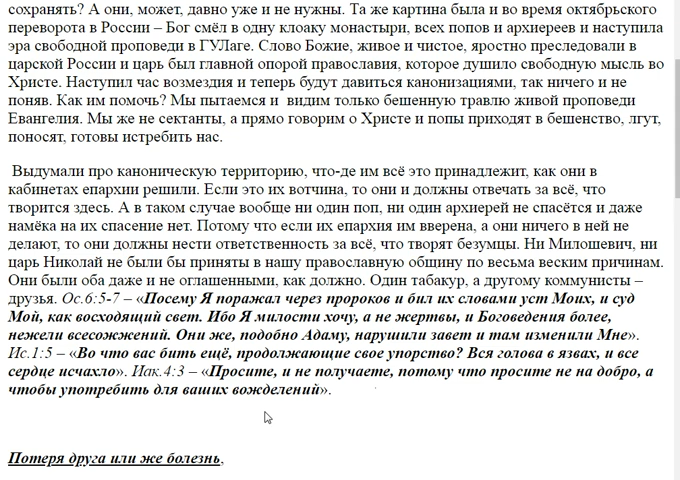 сохранять? А они, может, давно уже и не нужны. Та же картина была и во время октябрьского
переворота в России – Бог смёл в одну клоаку монастыри, всех попов и архиереев и наступила
эра свободной проповеди в ГУЛаге. Слово Божие, живое и чистое, яростно преследовали в
царской России и царь был главной опорой православия, которое душило свободную мысль во
Христе. Наступил час возмездия и теперь будут давиться канонизациями, так ничего и не
поняв. Как им помочь? Мы пытаемся и видим только бешенную травлю живой проповеди
Евангелия. Мы же не сектанты, а прямо говорим о Христе и попы приходят в бешенство, лгут,
поносят, готовы истребить нас.
Выдумали про каноническую территорию, что-де им всё это принадлежит, как они в
кабинетах епархии решили. Если это их вотчина, то они и должны отвечать за всё, что
творится здесь. А в таком случае вообще ни один поп, ни один архиерей не спасётся и даже
намёка на их спасение нет. Потому что если их епархия им вверена, а они ничего в ней не
делают, то они должны нести ответственность за всё, что творят безумцы. Ни Милошевич, ни
царь Николай не были бы приняты в нашу православную общину по весьма веским причинам.
Они были оба даже и не оглашенными, как должно. Один табакур, а другому коммунисты –
друзья. Ос.6:5-7 – «Посему Я поражал через пророков и бил их словами уст Моих, и суд
Мой, как восходящий свет. Ибо Я милости хочу, а не жертвы, и Боговедения более,
нежели всесожжений. Они же, подобно Адаму, нарушили завет и там изменили Мне».
Ис.1:5 – «Во что вас бить ещё, продолжающие свое упорство? Вся голова в язвах, и все
сердце исчахло». Иак.4:3 – «Просите, и не получаете, потому что просите не на добро, а
чтобы употребить для ваших вожделений».
Потеря друга или же болезнь,